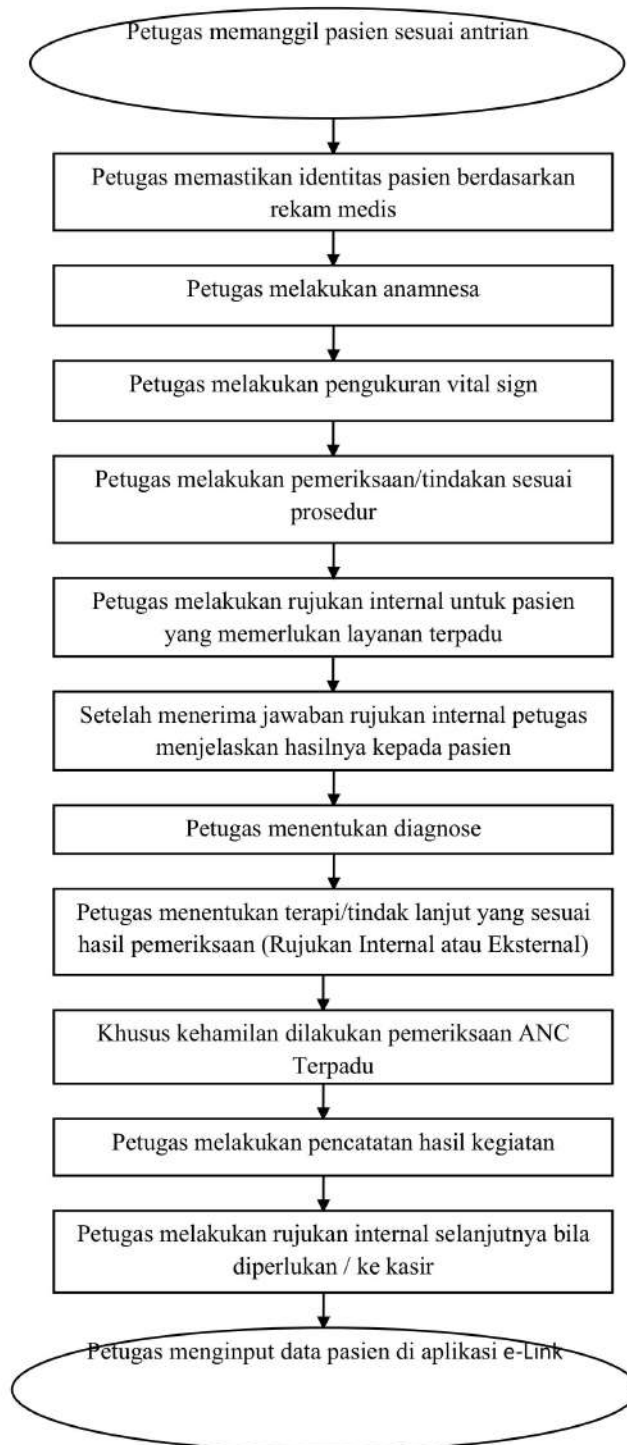 Petugas memanggil pasien sesuai antrian
Petugas memastikan identitas pasien berdasarkan
rekam medis
Petugas melakukan anamnesa
Petugas melakukan pengukuran vital sign
Petugas melakukan pemeriksaan/tindakan sesuai
prosedur
Petugas melakukan rujukan internal untuk pasien
yang memerlukan layanan terpadu
Setelah menerima jawaban rujukan internal petugas
menjelaskan hasilnya kepada pasien
Petugas menentukan diagnose
Petugas menentukan terapi/tindak lanjut yang sesuai
hasil pemeriksaan (Rujukan Internal atau Eksternal)
Khusus kehamilan dilakukan pemeriksaan ANC
Terpadu
Petugas melakukan pencatatan hasil kegiatan
Petugas melakukan rujukan internal selanjutnya bila
diperlukan / ke kasir
Petugas menginput data pasien di aplikasi e-Link